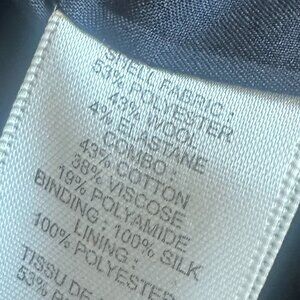 SHELL FABRIC :
53% POLYESTER
43% WOOL
4% ELASTANE
COMBO :
43% COTTON
38% VISCOSE
19% POLYAMIDE
BINDING : 100% SILK
LINING :
100% POLYESTER
TISSU DE
53%